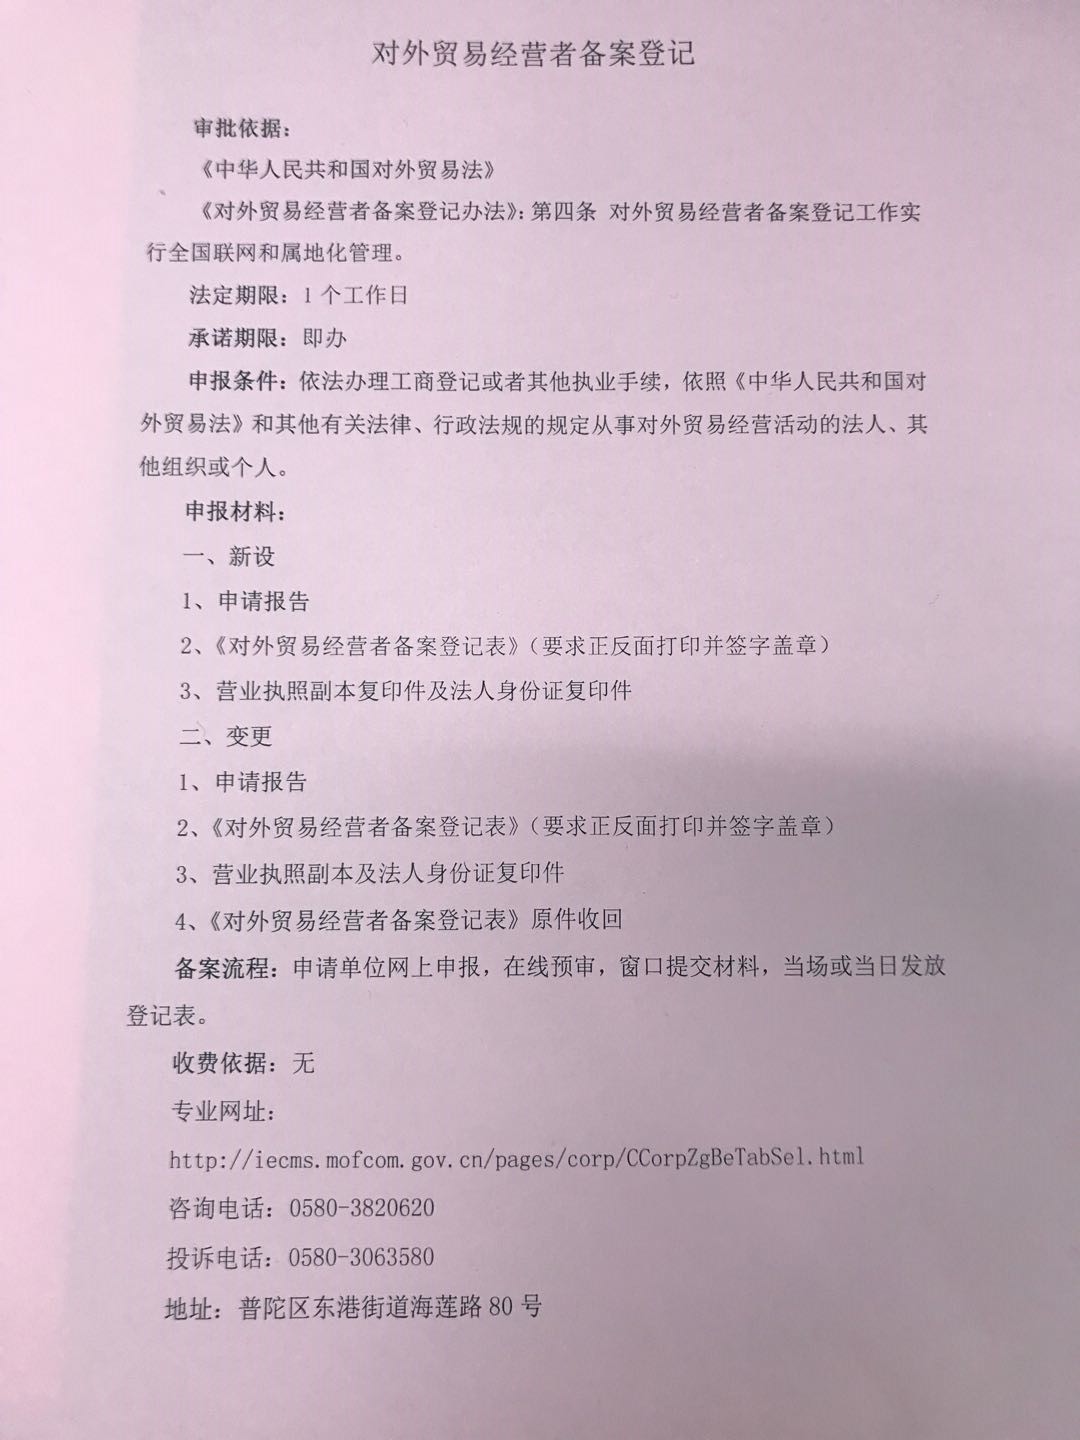 对外贸易经营者备案登记
审批依据：
《中华人民共和国对外贸易法》
《对外贸易经营者备案登记办法》：第四条 对外贸易经营者备案登记工作实
行全国联网和属地化管理。
法定期限：1 个工作日
承诺期限：即办
申报条件：依法办理工商登记或者其他执业手续，依照《中华人民共和国对
外贸易法》和其他有关法律、行政法规的规定从事对外贸易经营活动的法人、其
他组织或个人。
申报材料：
一、新设
1、申请报告
2、《对外贸易经营者备案登记表》（要求正反面打印并签字盖章）
3、营业执照副本复印件及法人身份证复印件
二、变更
1、申请报告
2、《对外贸易经营者备案登记表》（要求正反面打印并签字盖章）
3、营业执照副本及法人身份证复印件
4、《对外贸易经营者备案登记表》原件收回
备案流程：申请单位网上申报，在线预审，窗口提交材料，当场或当日发放
登记表。
收费依据：无
专业网址：
http://iecms.mofcom.gov.cn/pages/corp/CCorpZgBeTabSel.html
咨询电话：0580-3820620
投诉电话：0580-3063580
地址：普陀区东港街道海莲路 80 号